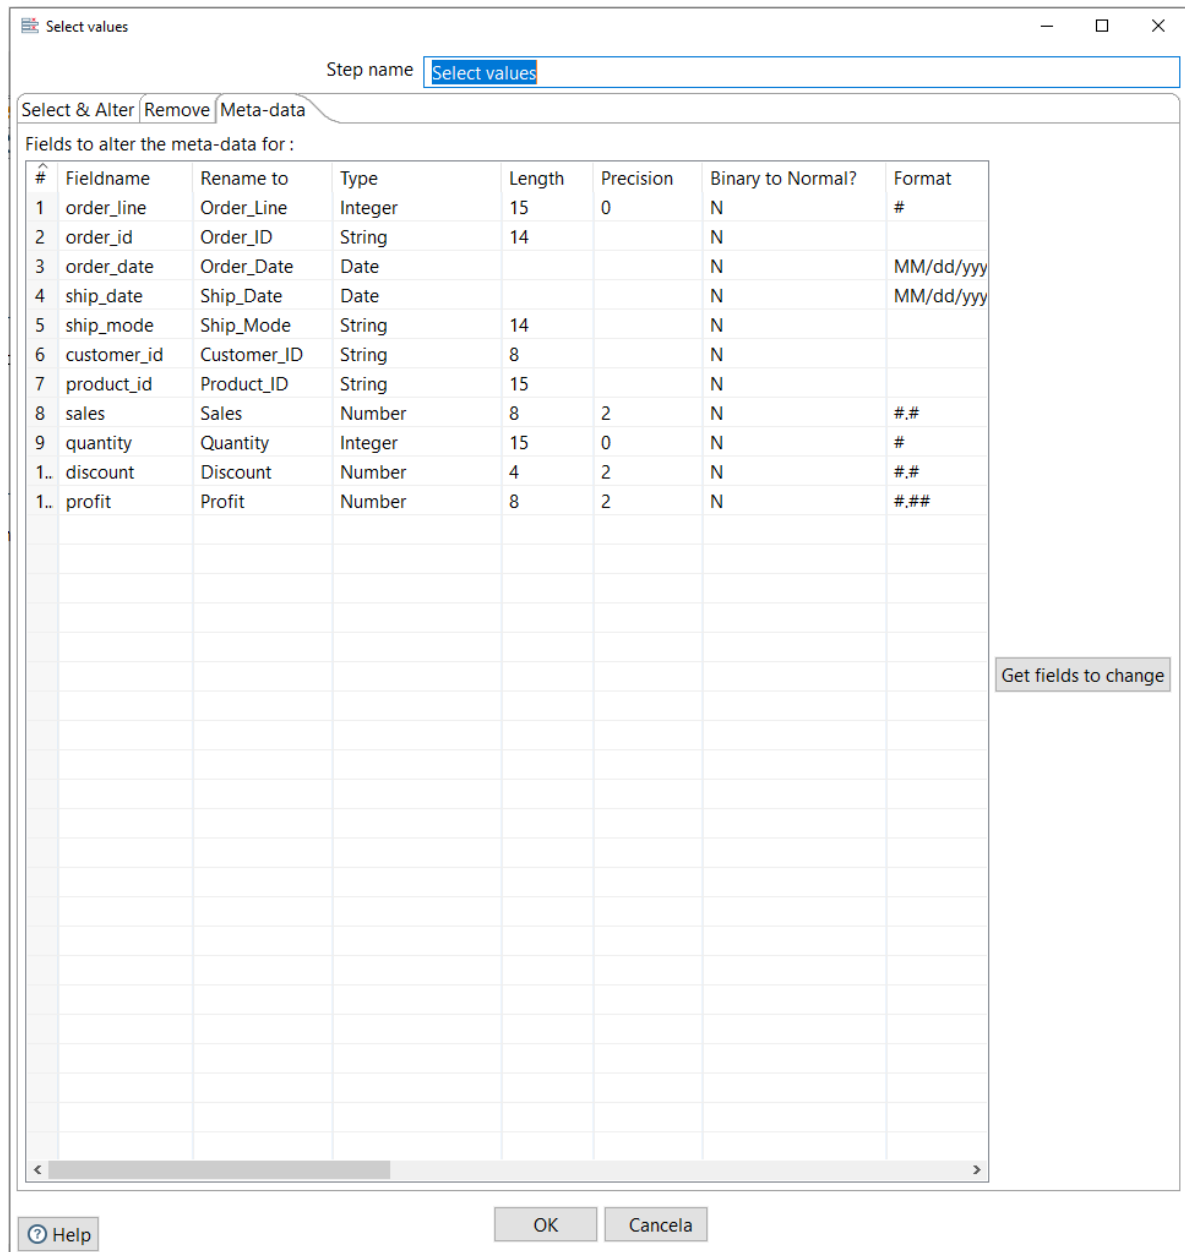 Select values
Step name Select values
Select & Alter Remove Meta-data
Fields to alter the meta-data for :
# Fieldname Rename to Type Length Precision Binary to Normal? Format
1 order_line Order_Line Integer 15 0 N #
2 order_id Order_ID String 14 N
3 order_date Order_Date Date N MM/dd/yyy
4 ship_date Ship_Date Date N MM/dd/yyy
5 ship_mode Ship_Mode String 14 N
6 customer_id Customer_ID String 8 N
7 product_id Product_ID String 15 N
8 sales Sales Number 8 2 N #.#
9 quantity Quantity Integer 15 0 N #
1.. discount Discount Number 4 2 N #.#
1.. profit Profit Number 8 2 N #.##
Get fields to change
Help OK Cancela